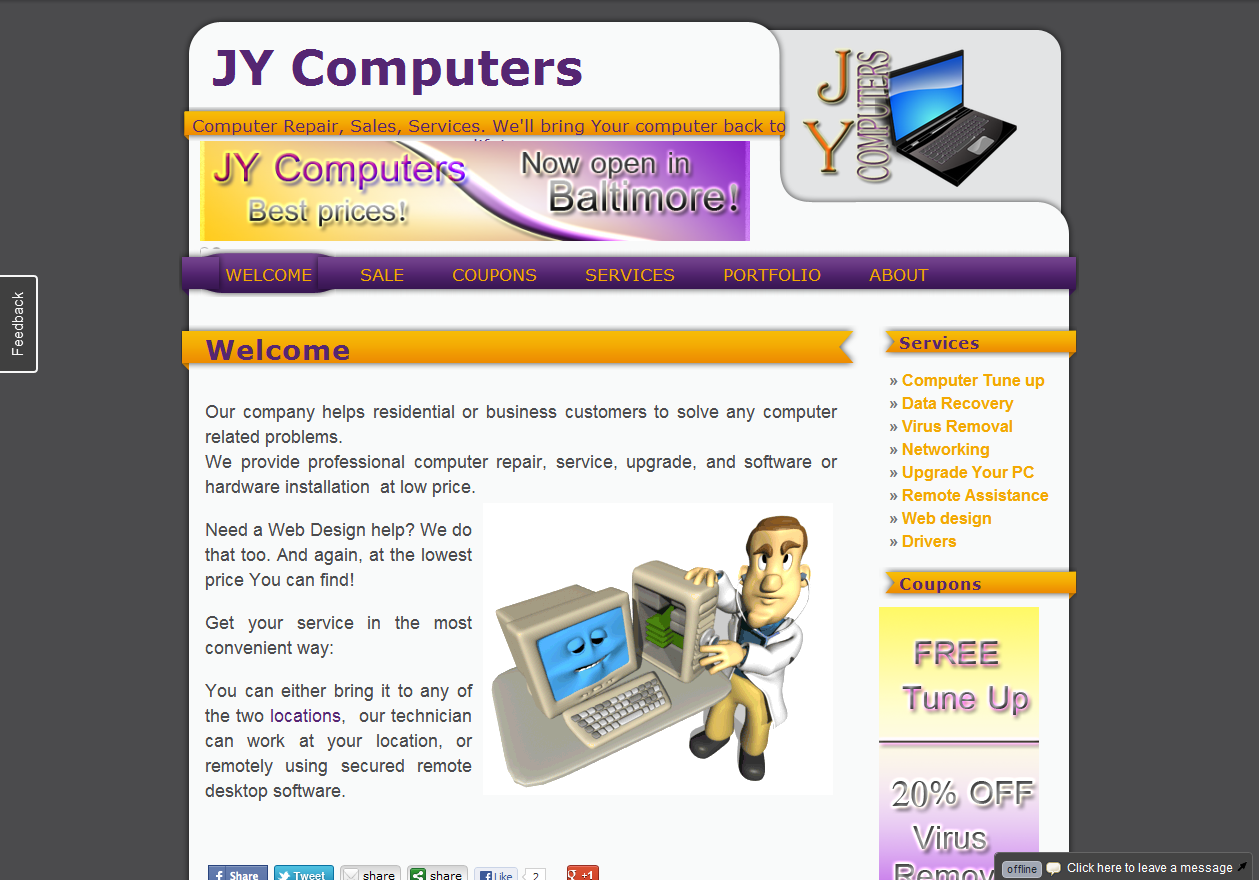 JY Computers
J
Y
COMPUTERS
Computer Repair, Sales, Services. We'll bring Your computer back to
JY Computers
Best prices!
Now open in
Baltimore!
WELCOME SALE COUPONS SERVICES PORTFOLIO ABOUT
Feedback
Welcome
Our company helps residential or business customers to solve any computer
related problems.
We provide professional computer repair, service, upgrade, and software or
hardware installation at low price.
Need a Web Design help? We do
that too. And again, at the lowest
price You can find!
Get your service in the most
convenient way:
You can either bring it to any of
the two locations, our technician
can work at your location, or
remotely using secured remote
desktop software.
Share Tweet share share Like 2 g +1
Services
» Computer Tune up
» Data Recovery
» Virus Removal
» Networking
» Upgrade Your PC
» Remote Assistance
» Web design
» Drivers
Coupons
FREE
Tune Up
20% OFF
Virus
offline Click here to leave a message